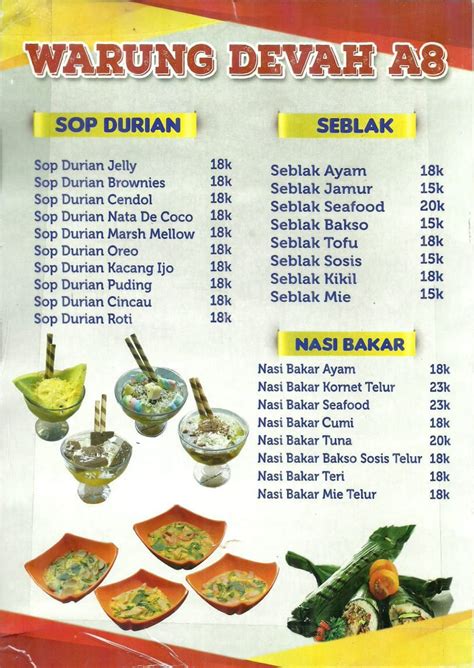 WARUNG DEVAH A8
SOP DURIAN
Sop Durian Jelly 18k
Sop Durian Brownies 18k
Sop Durian Cendol 18k
Sop Durian Nata De Coco 18k
Sop Durian Marsh Mellow 18k
Sop Durian Oreo 18k
Sop Durian Kacang Ijo 18k
Sop Durian Puding 18k
Sop Durian Cincau 18k
Sop Durian Roti 18k
SEBLAK
Seblak Ayam 18k
Seblak Jamur 15k
Seblak Seafood 20k
Seblak Bakso 15k
Seblak Tofu 18k
Seblak Sosis 15k
Seblak Kikil 18k
Seblak Mie 15k
NASI BAKAR
Nasi Bakar Ayam 18k
Nasi Bakar Kornet Telur 23k
Nasi Bakar Seafood 23k
Nasi Bakar Cumi 18k
Nasi Bakar Tuna 20k
Nasi Bakar Bakso Sosis Telur 18k
Nasi Bakar Teri 18k
Nasi Bakar Mie Telur 18k